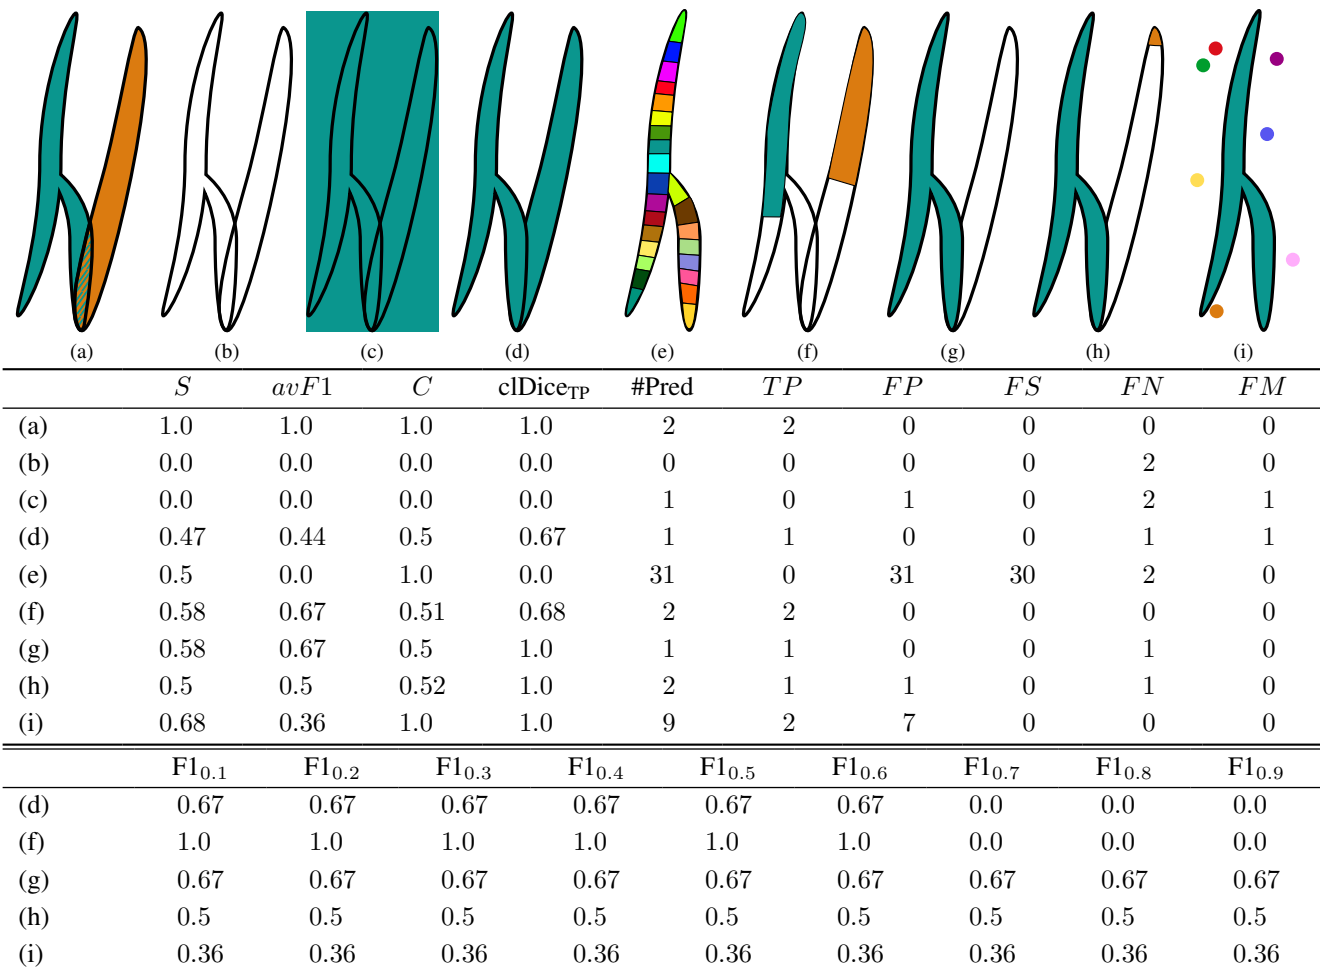 (a) (b) (c) (d) (e) (f) (g) (h) (i)
S avF1 C clDice_TP #Pred TP FP FS FN FM
(a) 1.0 1.0 1.0 1.0 2 2 0 0 0 0
(b) 0.0 0.0 0.0 0.0 0 0 0 0 2 0
(c) 0.0 0.0 0.0 0.0 1 0 1 0 2 1
(d) 0.47 0.44 0.5 0.67 1 1 0 0 1 1
(e) 0.5 0.0 1.0 0.0 31 0 31 30 2 0
(f) 0.58 0.67 0.51 0.68 2 2 0 0 0 0
(g) 0.58 0.67 0.5 1.0 1 1 0 0 1 0
(h) 0.5 0.5 0.52 1.0 2 1 1 0 1 0
(i) 0.68 0.36 1.0 1.0 9 2 7 0 0 0
F1_0.1 F1_0.2 F1_0.3 F1_0.4 F1_0.5 F1_0.6 F1_0.7 F1_0.8 F1_0.9
(d) 0.67 0.67 0.67 0.67 0.67 0.67 0.0 0.0 0.0
(f) 1.0 1.0 1.0 1.0 1.0 1.0 0.0 0.0 0.0
(g) 0.67 0.67 0.67 0.67 0.67 0.67 0.67 0.67 0.67
(h) 0.5 0.5 0.5 0.5 0.5 0.5 0.5 0.5 0.5
(i) 0.36 0.36 0.36 0.36 0.36 0.36 0.36 0.36 0.36